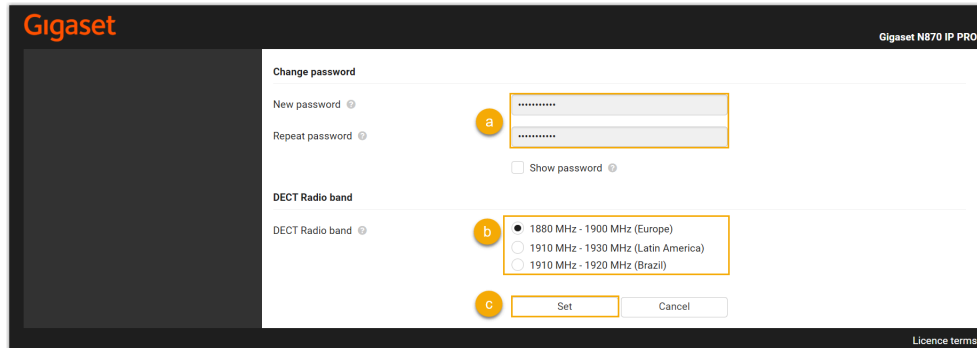 Gigaset
Gigaset N870 IP PRO
Change password
New password ?
•••••••••••
a
Repeat password ?
•••••••••••
Show password ?
DECT Radio band
DECT Radio band ?
b
1880 MHz - 1900 MHz (Europe)
1910 MHz - 1930 MHz (Latin America)
1910 MHz - 1920 MHz (Brazil)
c
Set Cancel
Licence terms